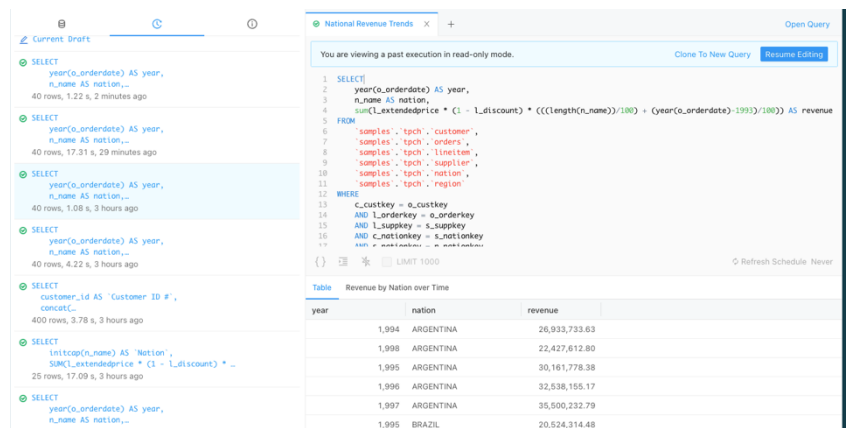 National Revenue Trends
Open Query
Current Draft
SELECT
year(o_orderdate) AS year,
n_name AS nation,…
40 rows, 1.22 s, 2 minutes ago
SELECT
year(o_orderdate) AS year,
n_name AS nation,…
40 rows, 17.31 s, 29 minutes ago
SELECT
year(o_orderdate) AS year,
n_name AS nation,…
40 rows, 1.08 s, 3 hours ago
SELECT
year(o_orderdate) AS year,
n_name AS nation,…
40 rows, 4.22 s, 3 hours ago
SELECT
customer_id AS `Customer ID #`,
concat(…
400 rows, 3.78 s, 3 hours ago
SELECT
initcap(n_name) AS `Nation`,
SUM(l_extendedprice * (1 - l_discount) * …
25 rows, 17.09 s, 3 hours ago
SELECT
year(o_orderdate) AS year,
n_name AS nation,…
You are viewing a past execution in read-only mode.
Clone To New Query
Resume Editing
1 SELECT
2 year(o_orderdate) AS year,
3 n_name AS nation,
4 sum(l_extendedprice * (1 - l_discount) * (((length(n_name))/100) + (year(o_orderdate)-1993)/100)) AS revenue
5 FROM
6 `samples`.`tpch`.`customer`,
7 `samples`.`tpch`.`orders`,
8 `samples`.`tpch`.`lineitem`,
9 `samples`.`tpch`.`supplier`,
10 `samples`.`tpch`.`nation`,
11 `samples`.`tpch`.`region`
12 WHERE
13 c_custkey = o_custkey
14 AND l_orderkey = o_orderkey
15 AND l_suppkey = s_suppkey
16 AND c_nationkey = s_nationkey
17 AND s_nationkey = n_nationkey
{ } LIMIT 1000
Refresh Schedule Never
Table Revenue by Nation over Time
year nation revenue
1,994 ARGENTINA 26,933,733.63
1,998 ARGENTINA 22,427,612.80
1,995 ARGENTINA 30,161,778.38
1,996 ARGENTINA 32,538,155.17
1,997 ARGENTINA 35,500,232.79
1,995 BRAZIL 20,524,314.48